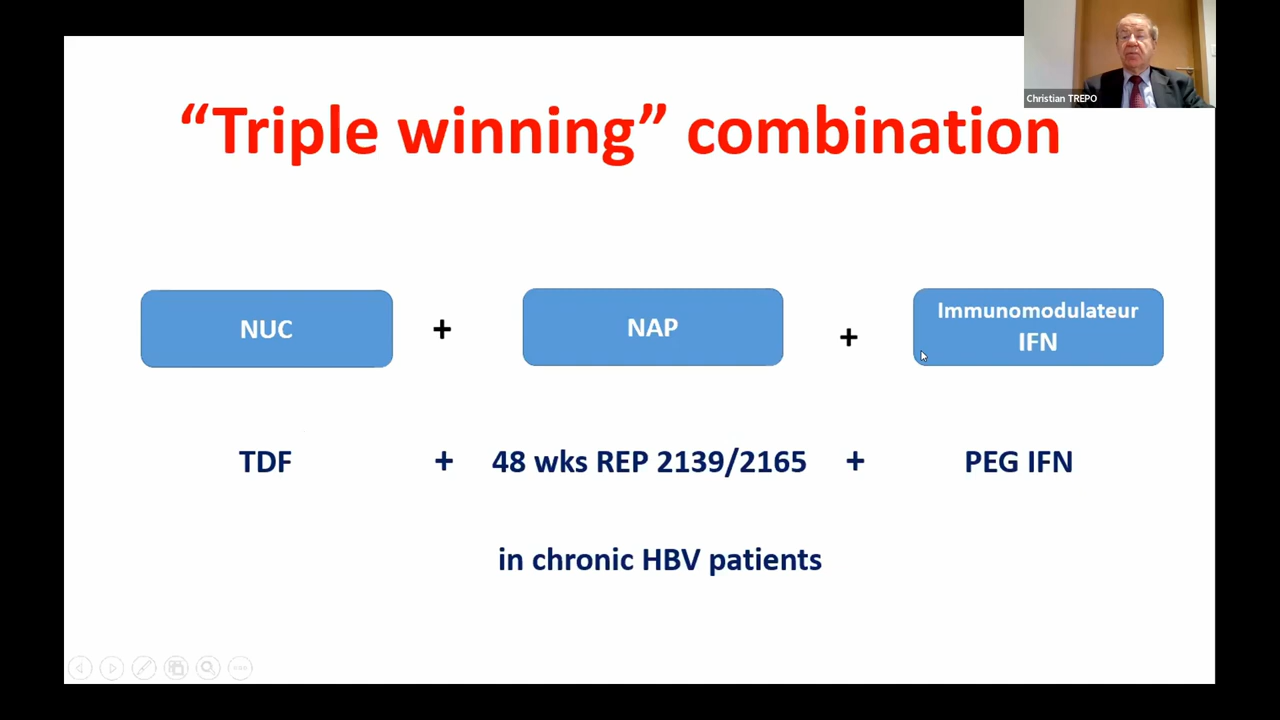 Christian TREPO
“Triple winning” combination
NUC + NAP + Immunomodulateur
IFN
TDF + 48 wks REP 2139/2165 + PEG IFN
in chronic HBV patients